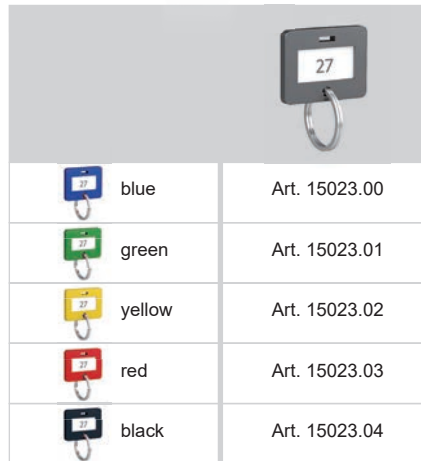 27
27 blue Art. 15023.00
27 green Art. 15023.01
27 yellow Art. 15023.02
27 red Art. 15023.03
27 black Art. 15023.04